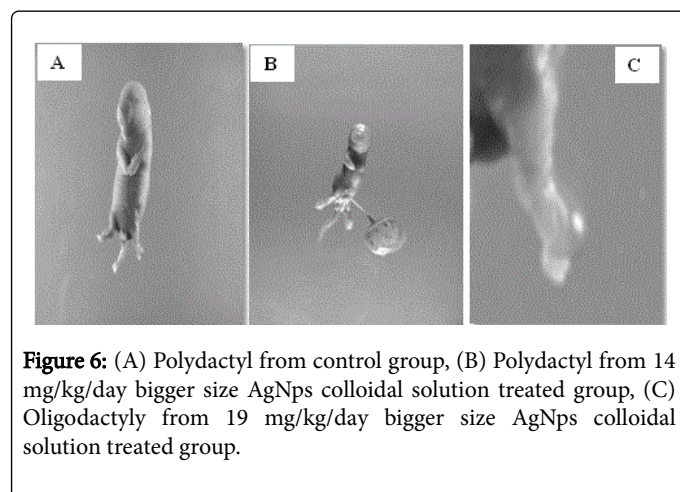 A
B
C
Figure 6: (A) Polydactyl from control group, (B) Polydactyl from 14
mg/kg/day bigger size AgNps colloidal solution treated group, (C)
Oligodactyly from 19 mg/kg/day bigger size AgNps colloidal
solution treated group.